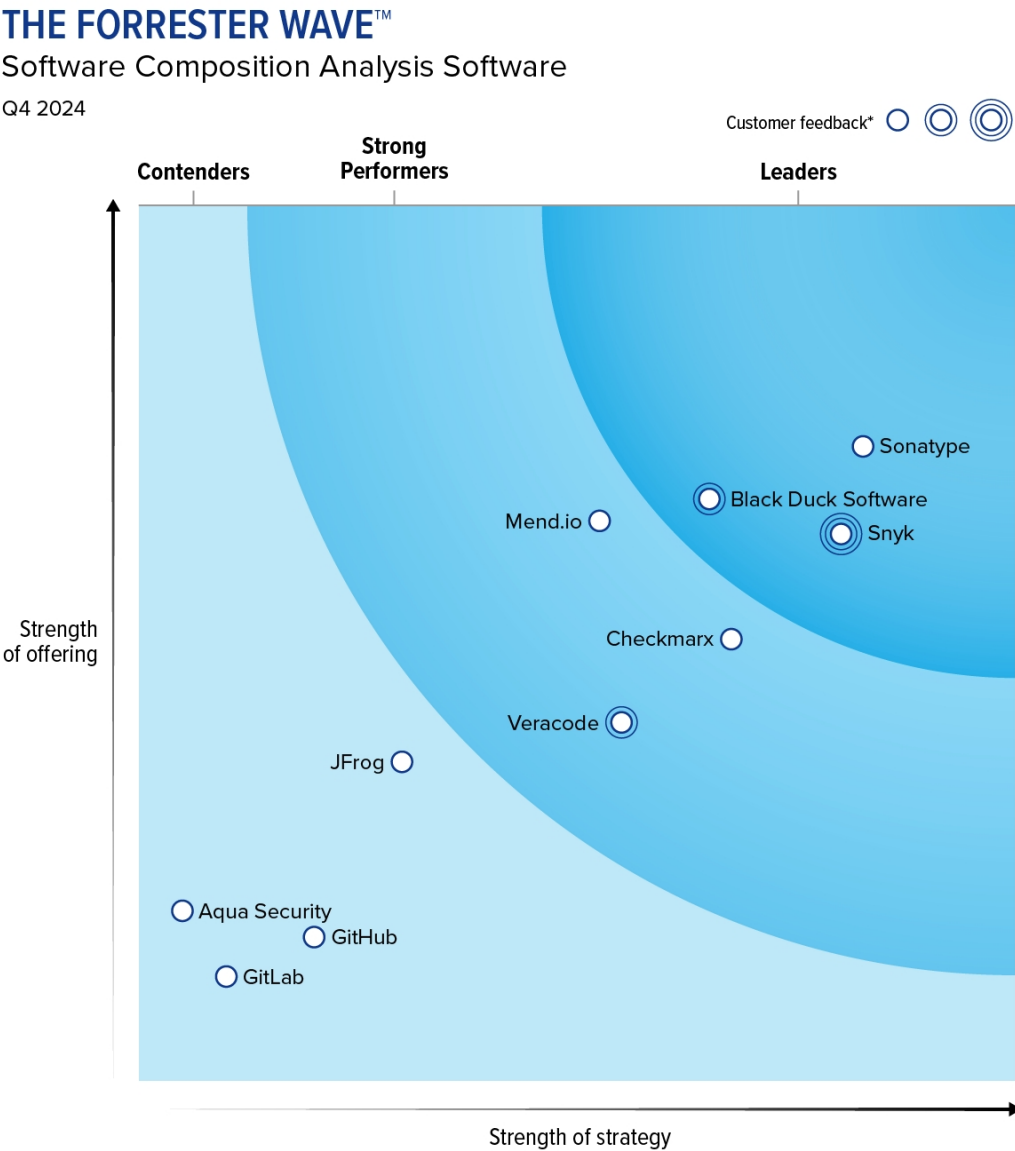 THE FORRESTER WAVE™
Software Composition Analysis Software
Q4 2024
Customer feedback*
Contenders
Strong
Performers
Leaders
Sonatype
Black Duck Software
Mend.io
Snyk
Strength
of offering
Checkmarx
Veracode
JFrog
Aqua Security
GitHub
GitLab
Strength of strategy